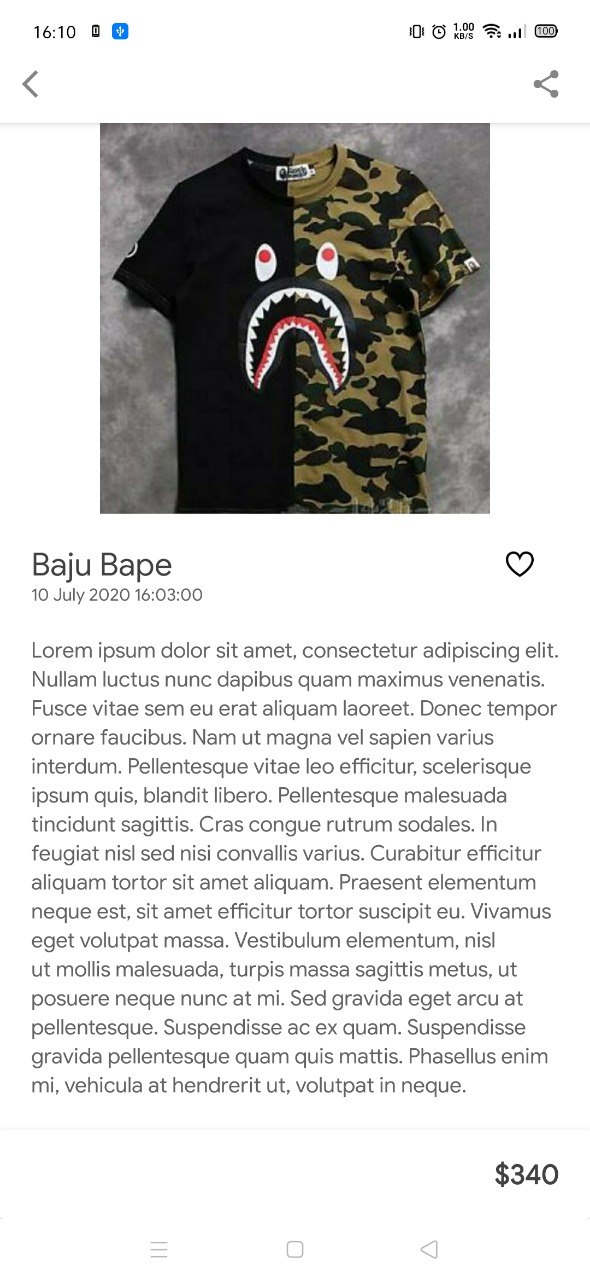 16:10
1.00
KB/S
100
Baju Bape
10 July 2020 16:03:00
Lorem ipsum dolor sit amet, consectetur adipiscing elit.
Nullam luctus nunc dapibus quam maximus venenatis.
Fusce vitae sem eu erat aliquam laoreet. Donec tempor
ornare faucibus. Nam ut magna vel sapien varius
interdum. Pellentesque vitae leo efficitur, scelerisque
ipsum quis, blandit libero. Pellentesque malesuada
tincidunt sagittis. Cras congue rutrum sodales. In
feugiat nisl sed nisi convallis varius. Curabitur efficitur
aliquam tortor sit amet aliquam. Praesent elementum
neque est, sit amet efficitur tortor suscipit eu. Vivamus
eget volutpat massa. Vestibulum elementum, nisl
ut mollis malesuada, turpis massa sagittis metus, ut
posuere neque nunc at mi. Sed gravida eget arcu at
pellentesque. Suspendisse ac ex quam. Suspendisse
gravida pellentesque quam quis mattis. Phasellus enim
mi, vehicula at hendrerit ut, volutpat in neque.
$340